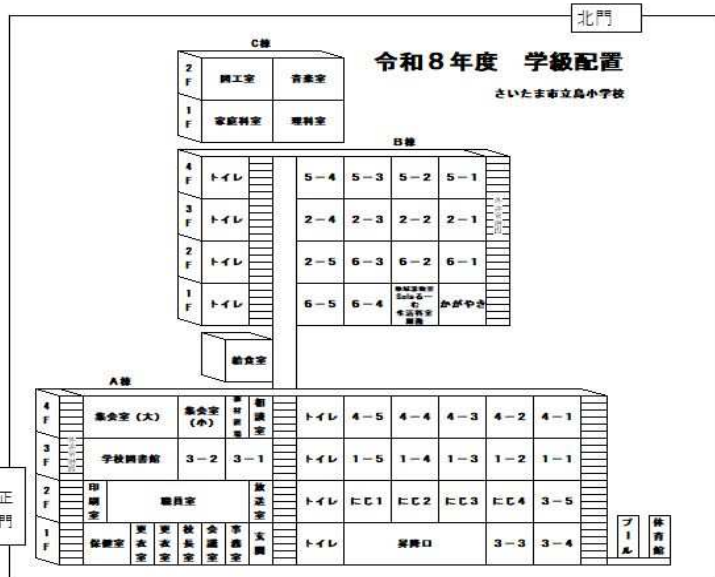 北門
令和8年度 学級配置
さいたま市立島小学校
C棟
2F 図工室 音楽室
1F 家庭科室 理科室
B棟
4F トイレ 5-4 5-3 5-2 5-1
3F トイレ 2-4 2-3 2-2 2-1
2F トイレ 2-5 6-3 6-2 6-1
1F トイレ 6-5 6-4 かがやき
給食室
A棟
4F 集会室(大) 集会室(小) 相談室 トイレ 4-5 4-4 4-3 4-2 4-1
3F 学校図書館 3-2 3-1 トイレ 1-5 1-4 1-3 1-2 1-1
2F 印刷室 職員室 放送室 トイレ にじ1 にじ2 にじ3 にじ4 3-5
1F 保健室 更衣室 更衣室 校長室 会議室 事務室 玄関 トイレ 昇降口 3-3 3-4
正門
プール
体育館